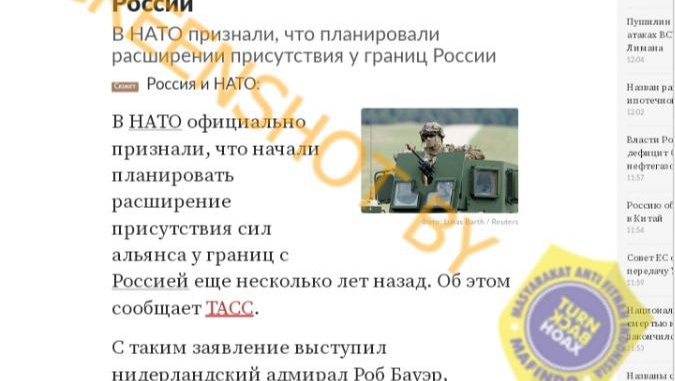 России
В НАТО признали, что планировали
расширении присутствия у границ России
Сюжет Россия и НАТО:
В НАТО официально
признали, что начали
планировать
расширение
присутствия сил
альянса у границ с
Россией еще несколько лет назад. Об этом
сообщает ТАСС.
С таким заявление выступил
нидерландский адмирал Роб Бауэр,
Фото: Lukas Barth / Reuters
SCREENSHOT BY
MASYARAKAT ANTI FITNAH
TURN
BACK
HOAX
MAFINDO
Пушилин
атаках ВС
Лимана
12:04
Назван ра
ипотечно
12:02
Власти Ро
дефицит
нефтегаз
11:57
Россию об
в Китай
11:54
Совет ЕС
передачу
11:59
Национал
смертью
закончил
11:53
Названы